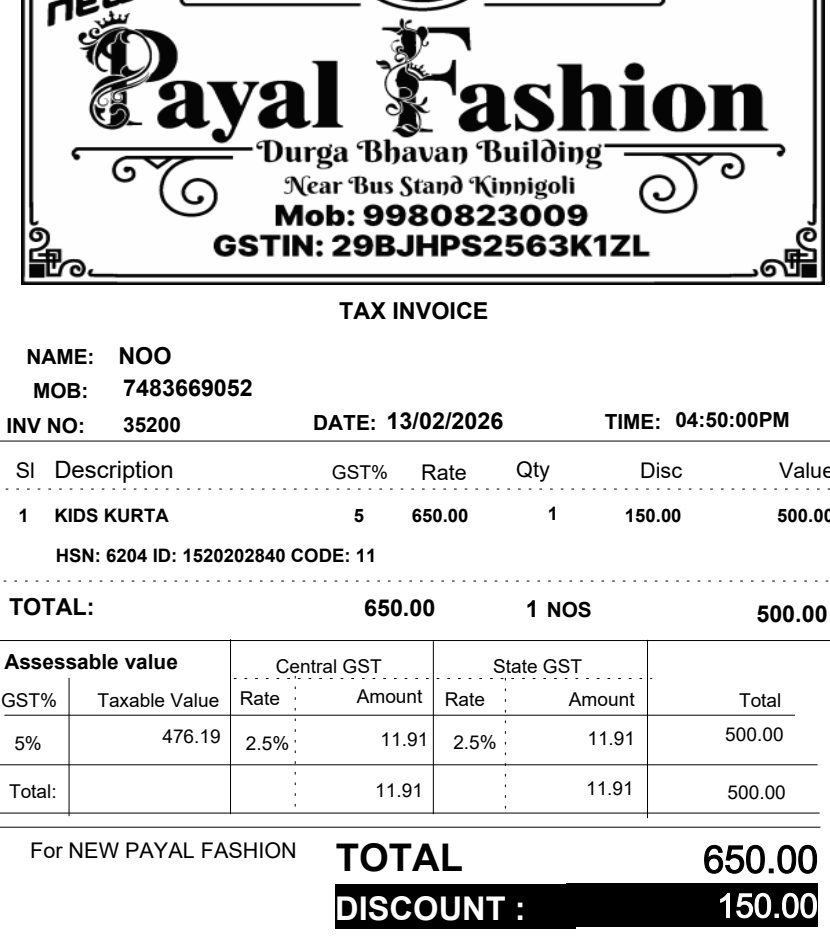 new
Payal Fashion
Durga Bhavan Building
Near Bus Stand Kinnigoli
Mob: 9980823009
GSTIN: 29BJHPS2563K1ZL
TAX INVOICE
NAME: NOO
MOB: 7483669052
INV NO: 35200 DATE: 13/02/2026 TIME: 04:50:00PM
Sl Description GST% Rate Qty Disc Value
1 KIDS KURTA 5 650.00 1 150.00 500.00
HSN: 6204 ID: 1520202840 CODE: 11
TOTAL: 650.00 1 NOS 500.00
Assessable value Central GST State GST
GST% Taxable Value Rate Amount Rate Amount Total
5% 476.19 2.5% 11.91 2.5% 11.91 500.00
Total: 11.91 11.91 500.00
For NEW PAYAL FASHION TOTAL 650.00
DISCOUNT : 150.00